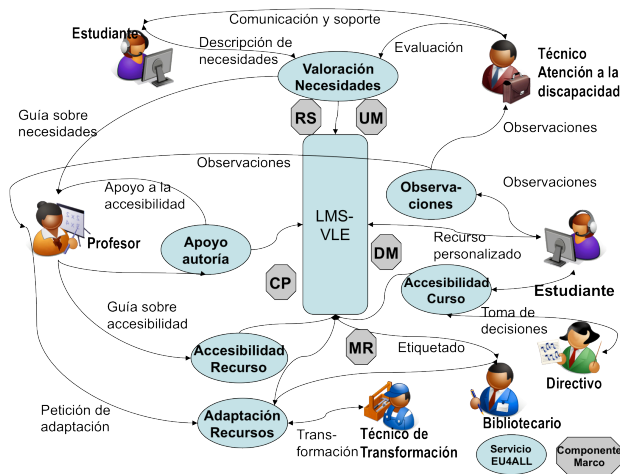 Comunicación y soporte
Estudiante
Descripción de
necesidades
Evaluación
Técnico
Atención a la
discapacidad
Valoración
Necesidades
RS
UM
Guía sobre
necesidades
Observaciones
Observaciones
Apoyo a la
accesibilidad
Observa-
ciones
Observaciones
LMS-
VLE
Profesor
Apoyo
autoría
Recurso
personalizado
DM
CP
Accesibilidad
Curso
Estudiante
Guía sobre
accesibilidad
Toma de
decisiones
MR
Etiquetado
Accesibilidad
Recurso
Directivo
Petición de
adaptación
Adaptación
Recursos
Trans-
formación
Técnico de
Transformación
Bibliotecario
Servicio
EU4ALL
Componente
Marco